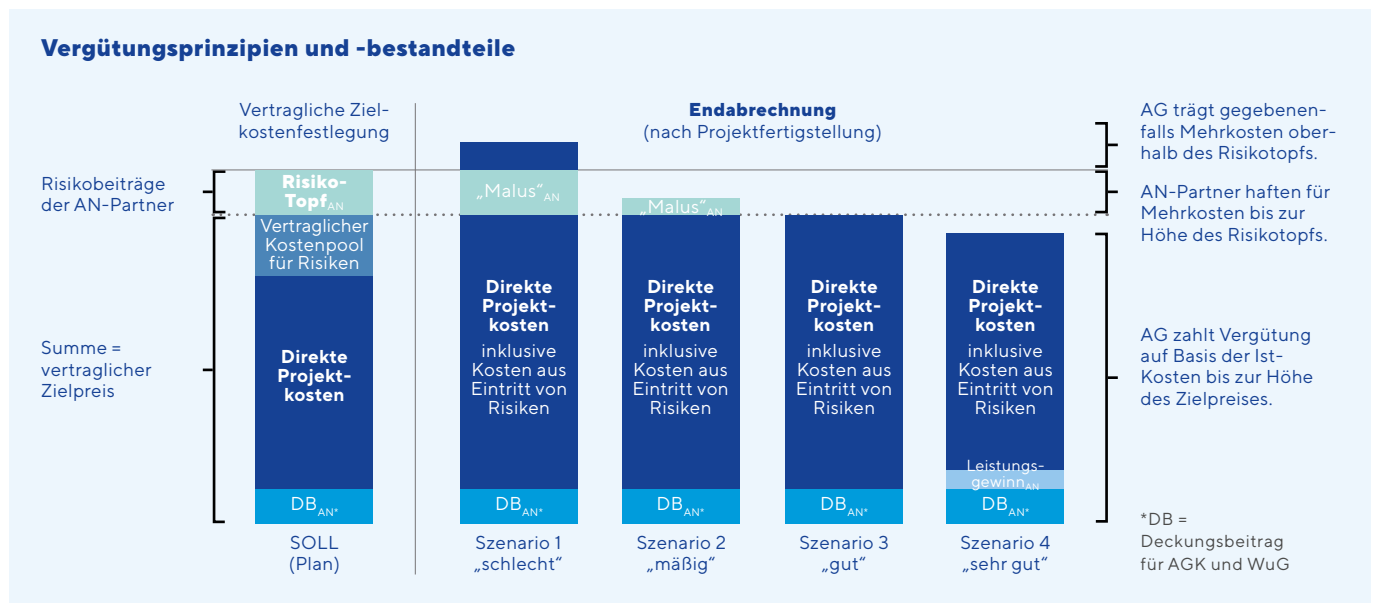 Vergütungsprinzipien und -bestandteile
Vertragliche Ziel-
kostenfestlegung
Endabrechnung
(nach Projektfertigstellung)
AG trägt gegebenen-
falls Mehrkosten ober-
halb des Risikotopfs.
Risikobeiträge
der AN-Partner
Risiko-
Topf AN
„Malus“ AN
„Malus“ AN
AN-Partner haften für
Mehrkosten bis zur
Höhe des Risikotopfs.
Vertraglicher
Kostenpool
für Risiken
Summe =
vertraglicher
Zielpreis
Direkte
Projekt-
kosten
Direkte
Projekt-
kosten
inklusive
Kosten aus
Eintritt von
Risiken
Direkte
Projekt-
kosten
inklusive
Kosten aus
Eintritt von
Risiken
Direkte
Projekt-
kosten
inklusive
Kosten aus
Eintritt von
Risiken
Direkte
Projekt-
kosten
inklusive
Kosten aus
Eintritt von
Risiken
AG zahlt Vergütung
auf Basis der Ist-
Kosten bis zur Höhe
des Zielpreises.
Leistungs-
gewinn AN
DB AN*
DB AN*
DB AN*
DB AN*
DB AN*
SOLL
(Plan)
Szenario 1
„schlecht“
Szenario 2
„mäßig“
Szenario 3
„gut“
Szenario 4
„sehr gut“
*DB =
Deckungsbeitrag
für AGK und WuG